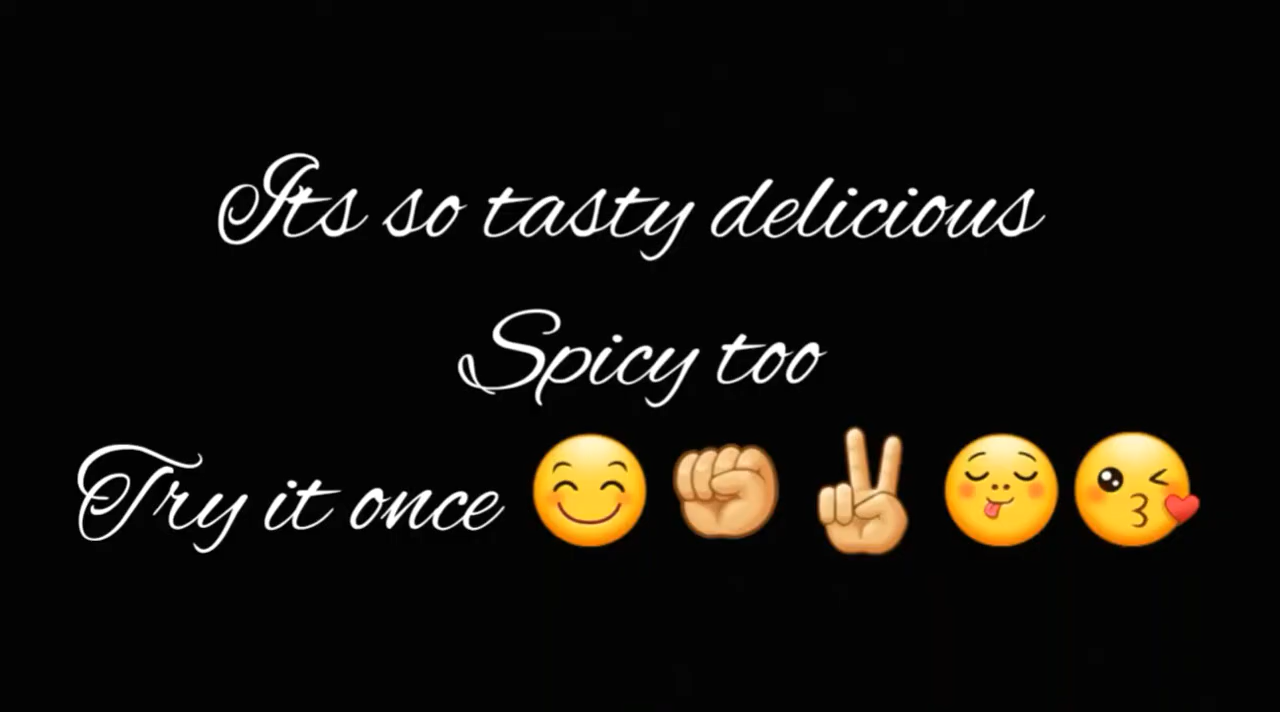 Its so tasty delicious
Spicy too
Try it once 😊 ✊ ✌ 😋 😘